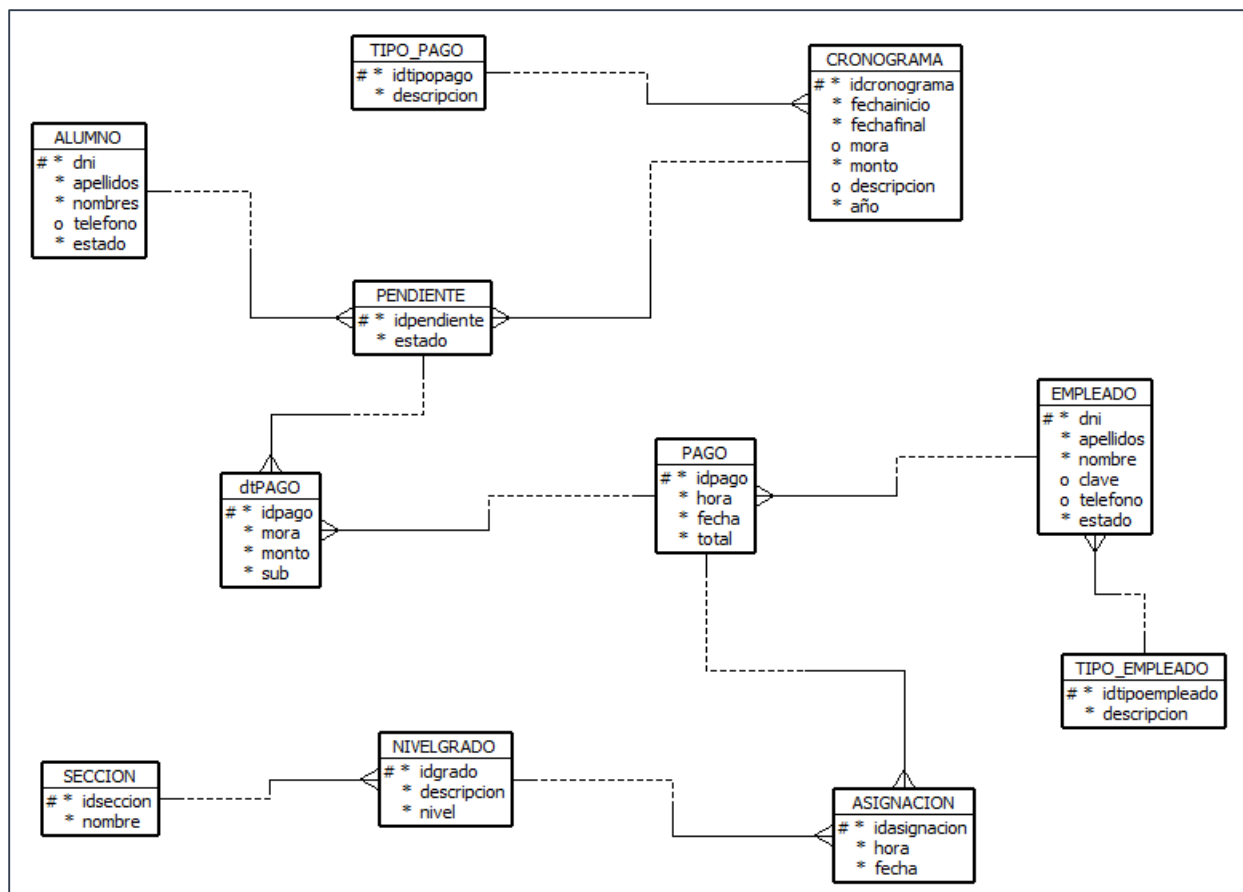 TIPO_PAGO
# * idtipopago
* descripcion
CRONOGRAMA
# * idcronograma
* fechainicio
* fechafinal
o mora
* monto
o descripcion
* año
ALUMNO
# * dni
* apellidos
* nombres
o telefono
* estado
PENDIENTE
# * idpendiente
* estado
EMPLEADO
# * dni
* apellidos
* nombre
o clave
o telefono
* estado
PAGO
# * idpago
* hora
* fecha
* total
dtPAGO
# * idpago
* mora
* monto
* sub
TIPO_EMPLEADO
# * idtipoempleado
* descripcion
NIVELGRADO
# * idgrado
* descripcion
* nivel
SECCION
# * idseccion
* nombre
ASIGNACION
# * idasignacion
* hora
* fecha